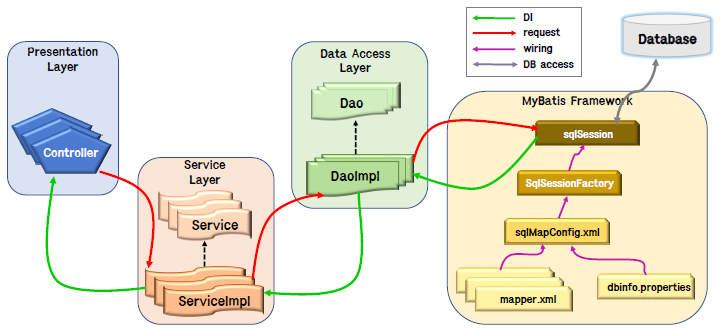 Presentation
Layer
Controller
Service
Layer
Service
ServiceImpl
Data Access
Layer
Dao
DaoImpl
DI
request
wiring
DB access
Database
MyBatis Framework
sqlSession
SqlSessionFactory
sqlMapConfig.xml
mapper.xml
dbinfo.properties